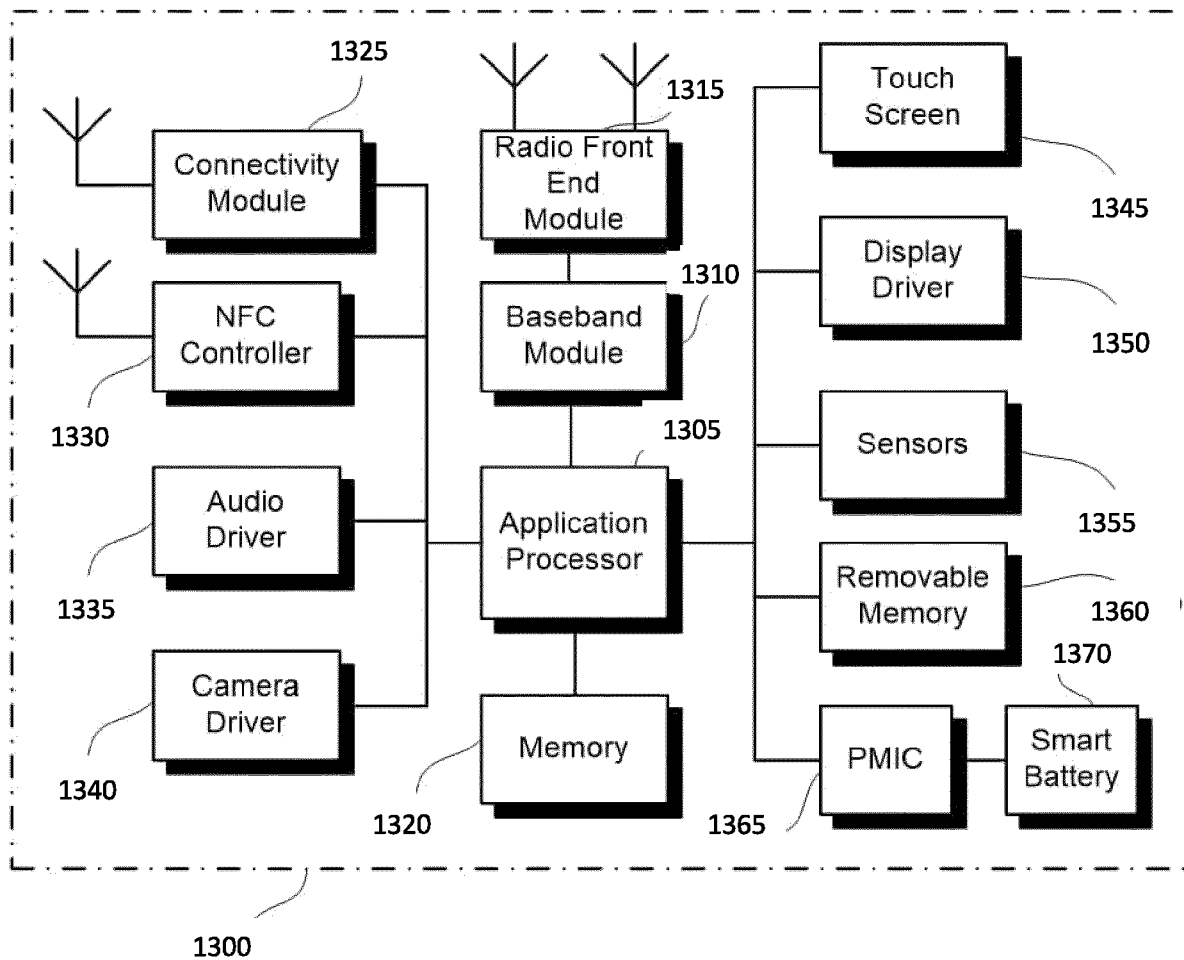 1325
Connectivity
Module
1315
Radio Front
End
Module
Touch
Screen
1345
NFC
Controller
1330
Baseband
Module
1310
Display
Driver
1350
Audio
Driver
1335
Application
Processor
1305
Sensors
1355
Removable
Memory
1360
Camera
Driver
1340
Memory
1320
PMIC
1365
Smart
Battery
1370
1300